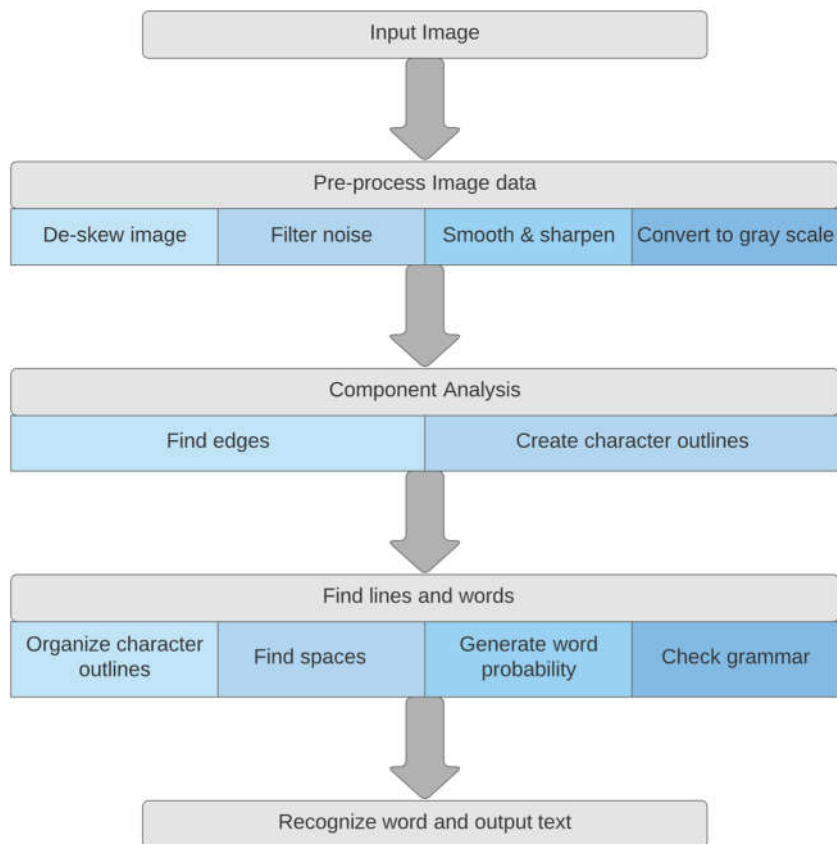 Input Image
Pre-process Image data
De-skew image
Filter noise
Smooth & sharpen
Convert to gray scale
Component Analysis
Find edges
Create character outlines
Find lines and words
Organize character
outlines
Find spaces
Generate word
probability
Check grammar
Recognize word and output text